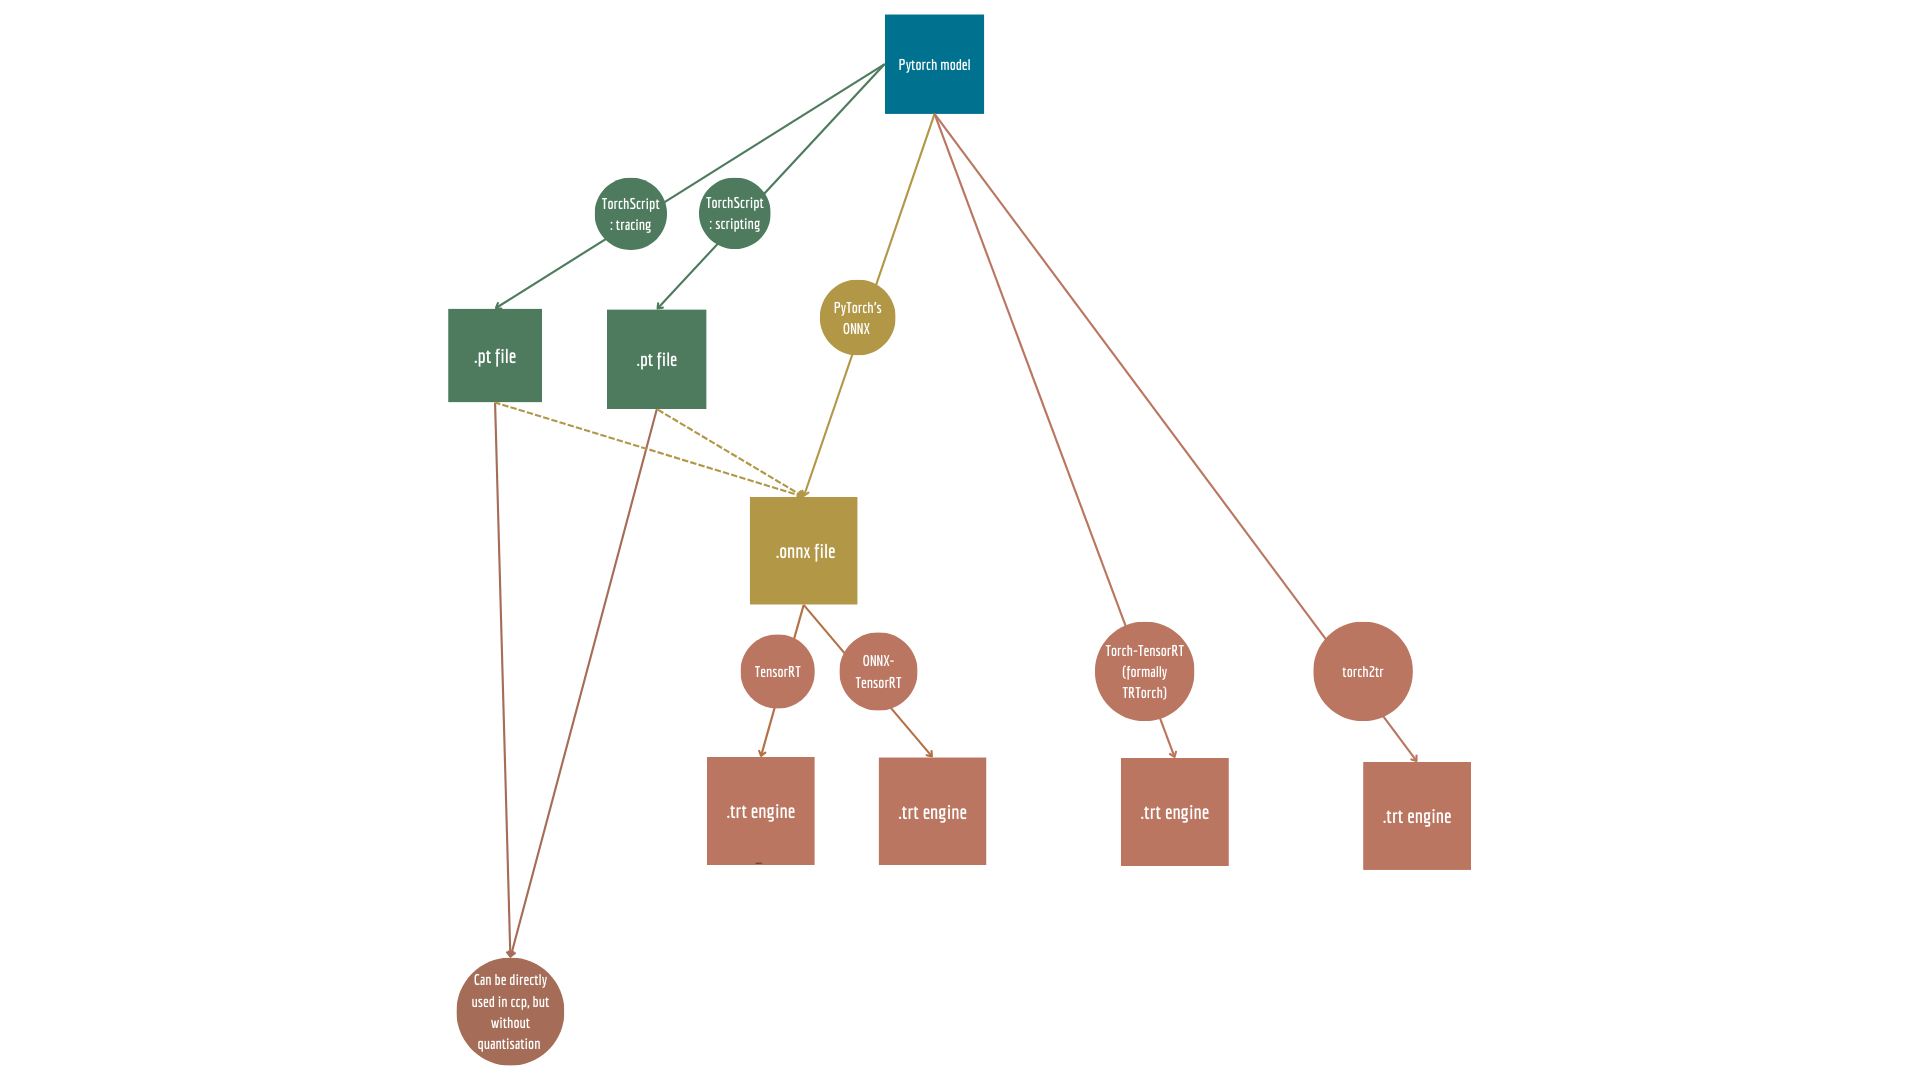 Pytorch model
TorchScript
: tracing
TorchScript
: scripting
PyTorch's
ONNX
.pt file
.pt file
.onnx file
TensorRT
ONNX-
TensorRT
Torch-TensorRT
(formally
TRTorch)
torch2tr
.trt engine
.trt engine
.trt engine
.trt engine
Can be directly
used in ccp, but
without
quantisation